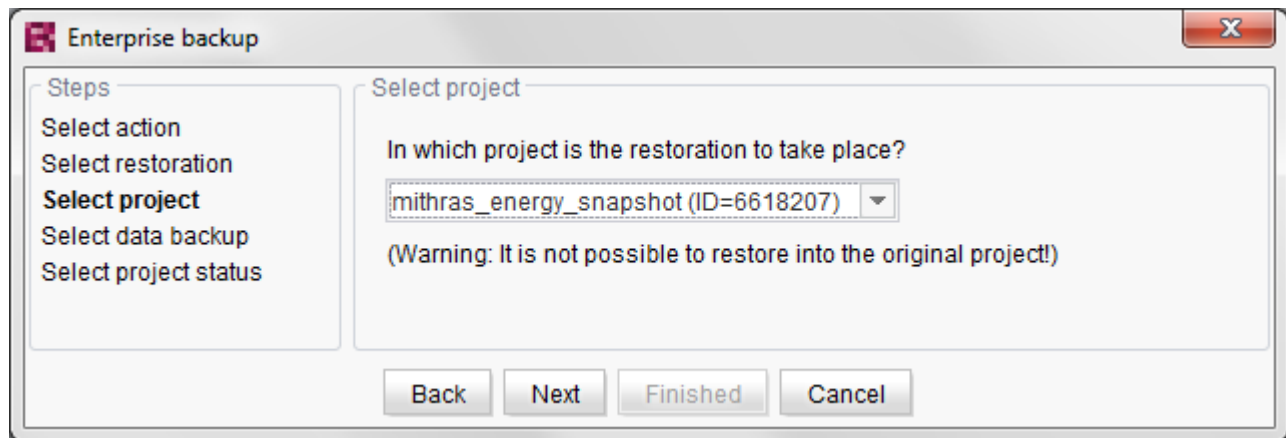 Enterprise backup
Steps
Select action
Select restoration
Select project
Select data backup
Select project status
Select project
In which project is the restoration to take place?
mithras_energy_snapshot (ID=6618207)
(Warning: It is not possible to restore into the original project!)
Back Next Finished Cancel